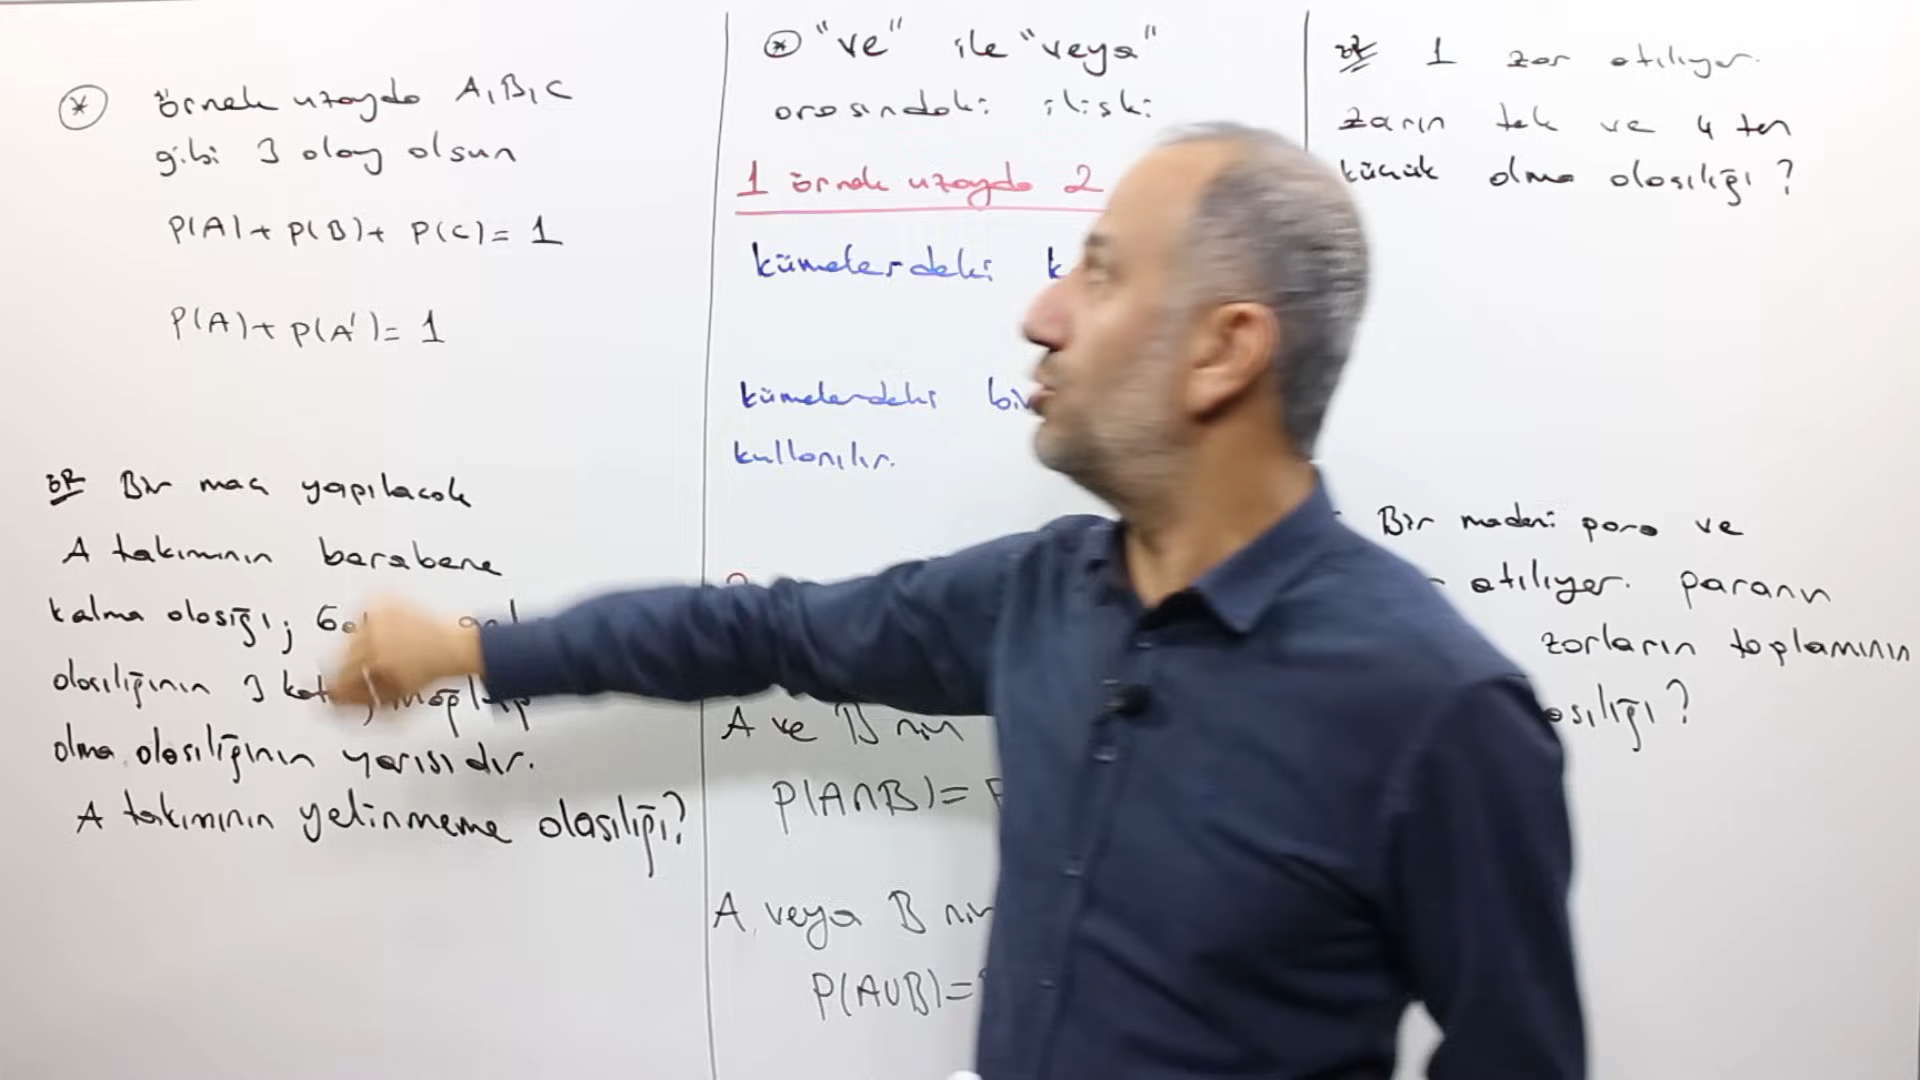 örnek uzayda A, B, C
gibi 3 olay olsun
P(A)+ P(B)+ P(C)= 1
P(A)+ P(A')= 1
ÖR Bir maç yapılacak
A takımının berabere
kalma olosığı;
olasılığının 3
olma olasılığının yarısıdır.
A takımının yelinmeme olasılığı?
"ve" ile "veya"
arasındaki ilişki
1 örnek uzayda 2
kümelerdeki
kümelerdeki
kullanılır.
A ve B nin
P(A∩B)=
A veya B nin
P(A∪B)=
ÖR 1 zar atılıyor.
zarın tek ve 4 ten
küçük olma olasılığı?
Bir madeni para ve
atılıyor. paranın
zarların toplamının